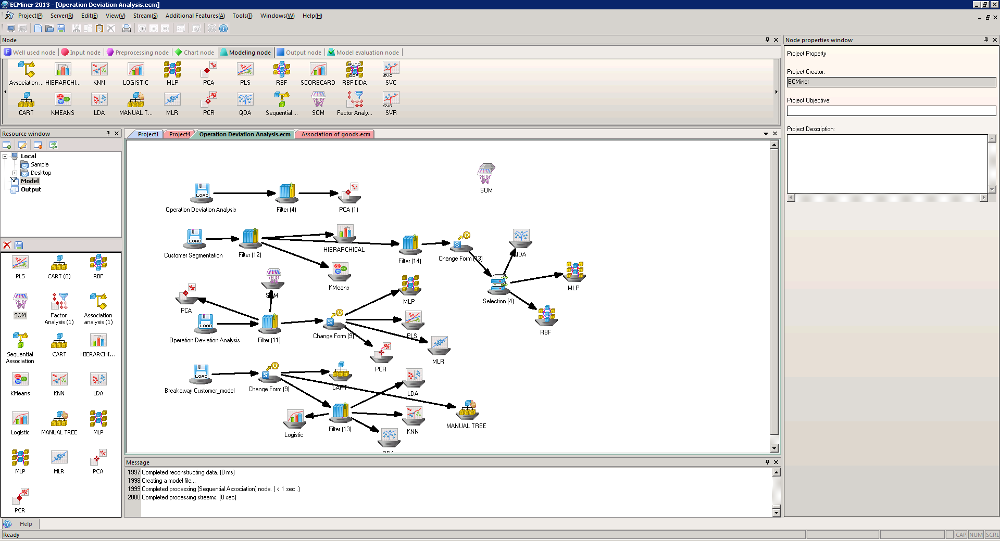 ECMiner 2013 - [Operation Deviation Analysis.ecm]
Project(P) Server(R) Edit(E) View(V) Stream(S) Additional Features(A) Tools(T) Windows(W) Help(H)
Node
Well used node Input node Preprocessing node Chart node Modeling node Output node Model evaluation node
Association ... HIERARCHI... KNN LOGISTIC MLP PCA PLS RBF SCORECARD RBF DDA SVC
CART KMEANS LDA MANUAL T... MLR PCR QDA Sequential ... SOM Factor Analy... SVR
Node properties window
Project Property
Project Creator:
ECMiner
Project Objective:
Project Description:
Resource window
Local
Sample
Desktop
Model
Output
PLS CART (0) RBF
SOM Factor Analysis (1) Association analysis (1)
Sequential Association CART HIERARCHI...
KMeans KNN LDA
Logistic MANUAL TREE MLP
MLP MLR PCA
PCR
Project1 Project4 Operation Deviation Analysis.ecm Association of goods.ecm
SOM
LOAD
Operation Deviation Analysis Filter (4) PCA (1)
LOAD
Customer Segmentation Filter (12) HIERARCHICAL Filter (14) Change Form (13) QDA
KMeans
SOM
MLP
Selection (4)
MLP
PCA
RBF
LOAD
Operation Deviation Analysis Filter (11) Change Form (9) PLS
MLR
PCR
LOAD
Breakaway Customer_model Change Form (9) CART
LDA
MANUAL TREE
Logistic Filter (13) KNN
QDA
Message
1997 Completed reconstructing data. (0 ms)
1998 Creating a model file...
1999 Completed processing [Sequential Association] node. ( < 1 sec .)
2000 Completed processing streams. (0 sec)
Help
Ready
CAP NUM SCRL